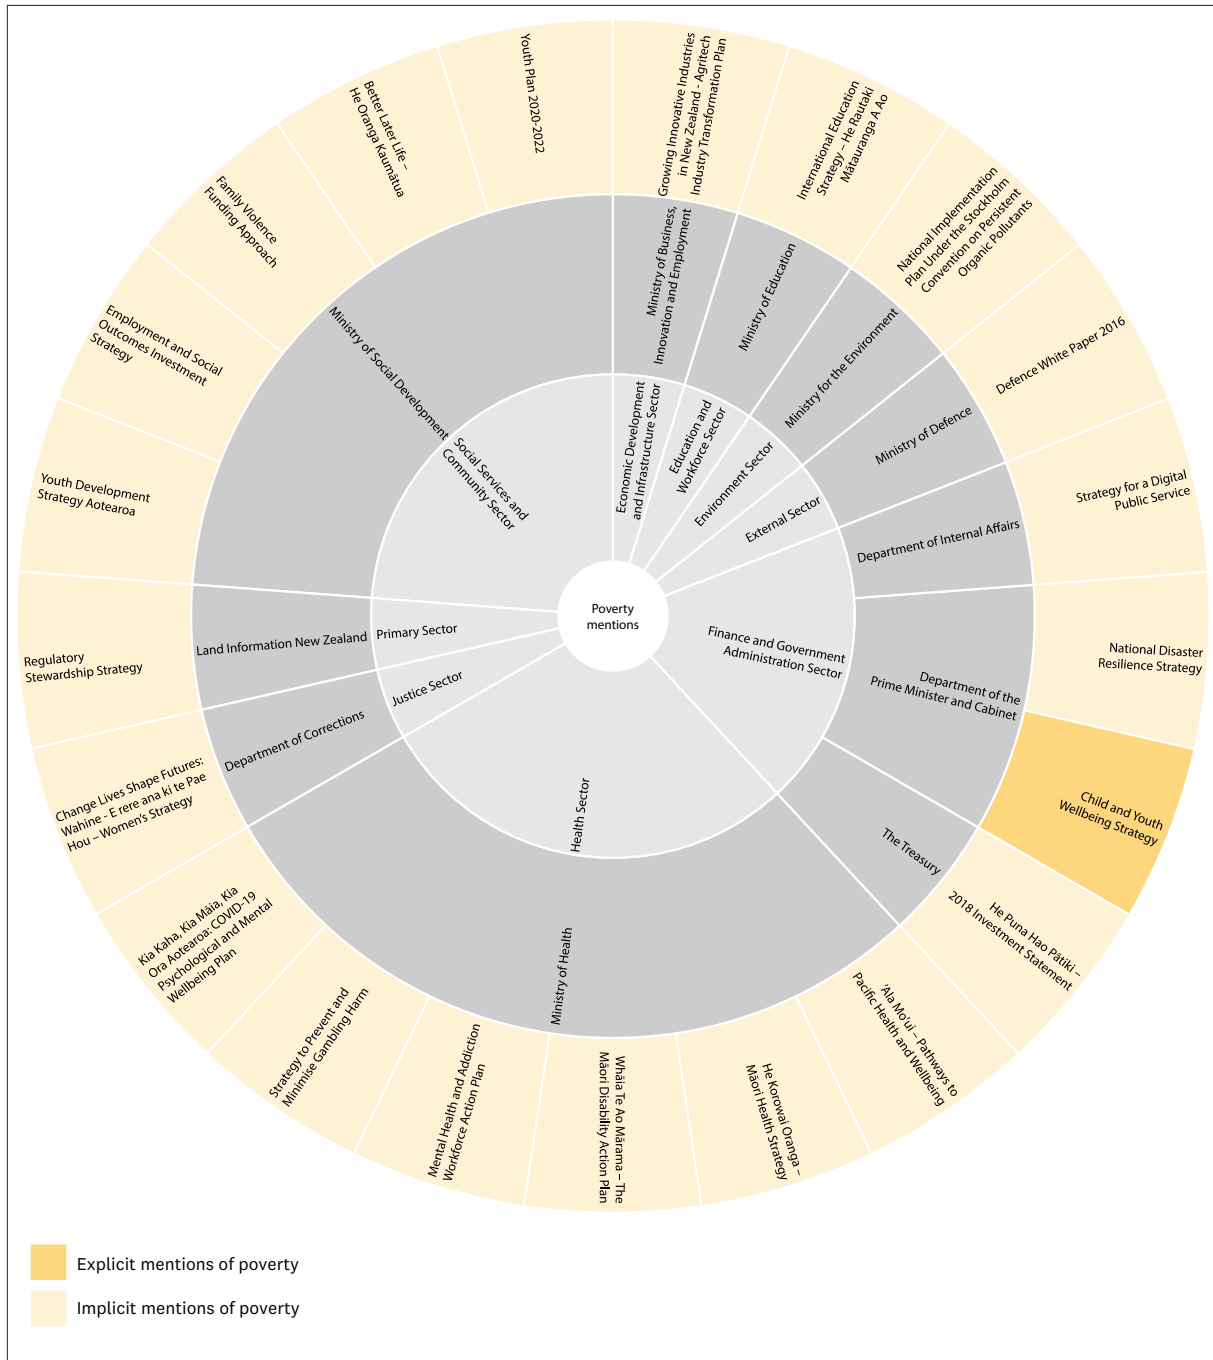 Poverty
mentions
Economic Development
and Infrastructure Sector
Education and
Workforce Sector
Environment Sector
External Sector
Finance and Government
Administration Sector
Health Sector
Justice Sector
Primary Sector
Social Services and
Community Sector
Ministry of Business,
Innovation and Employment
Ministry of Education
Ministry for the Environment
Ministry of Defence
Department of Internal Affairs
Department of the
Prime Minister and Cabinet
The Treasury
Ministry of Health
Department of Corrections
Land Information New Zealand
Ministry of Social Development
Growing Innovative Industries
in New Zealand - Agritech
Industry Transformation Plan
International Education
Strategy – He Rautaki
Mātauranga A Ao
National Implementation
Plan Under the Stockholm
Convention on Persistent
Organic Pollutants
Defence White Paper 2016
Strategy for a Digital
Public Service
National Disaster
Resilience Strategy
Child and Youth
Wellbeing Strategy
He Puna Hao Pātiki –
2018 Investment Statement
'Ala Mo'ui – Pathways to
Pacific Health and Wellbeing
He Korowai Oranga –
Māori Health Strategy
Whāia Te Ao Mārama – The
Māori Disability Action Plan
Mental Health and Addiction
Workforce Action Plan
Strategy to Prevent and
Minimise Gambling Harm
Kia Kaha, Kia Māia, Kia
Ora Aotearoa: COVID-19
Psychological and Mental
Wellbeing Plan
Change Lives Shape Futures:
Wahine - E rere ana ki te Pae
Hou – Women's Strategy
Regulatory
Stewardship Strategy
Youth Development
Strategy Aotearoa
Employment and Social
Outcomes Investment
Strategy
Family Violence
Funding Approach
Better Later Life –
He Oranga Kaumātua
Youth Plan 2020-2022
Explicit mentions of poverty
Implicit mentions of poverty